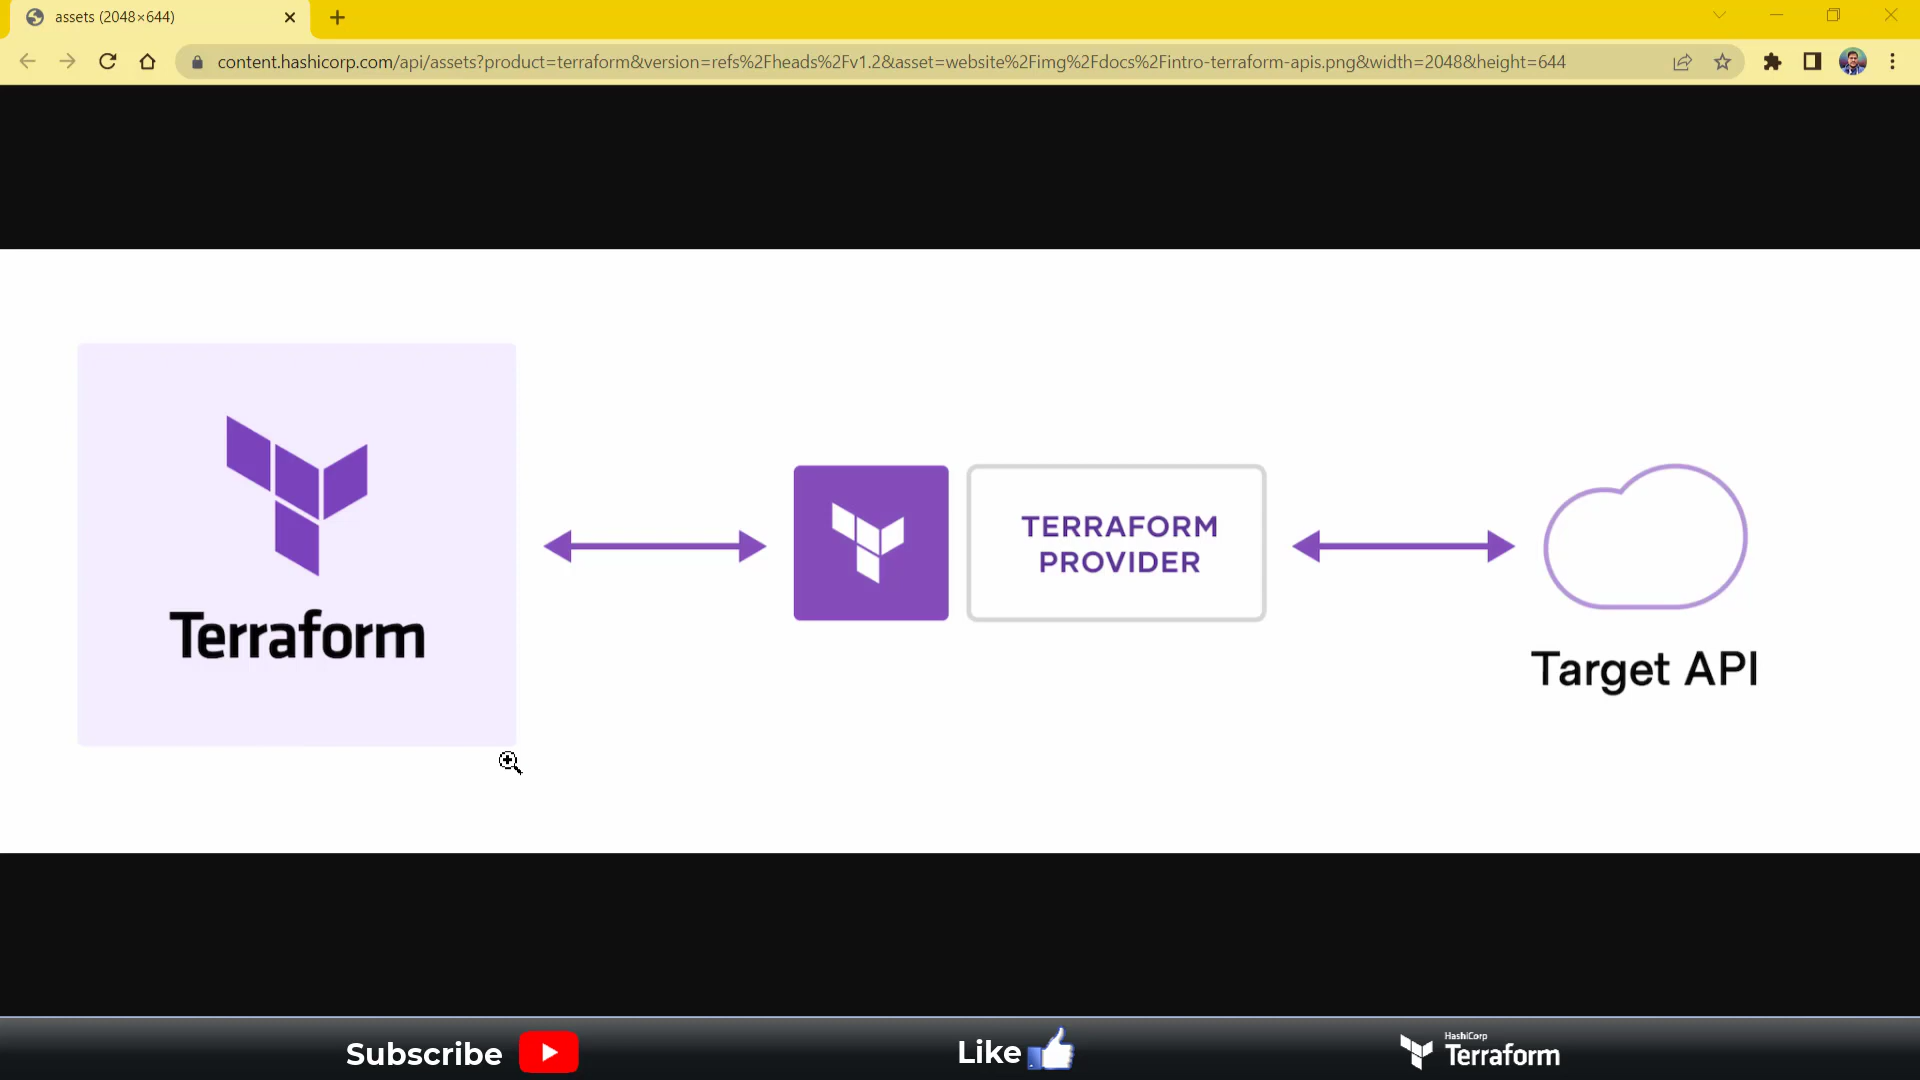 assets (2048×644)
content.hashicorp.com/api/assets?product=terraform&version=refs%2Fheads%2Fv1.2&asset=website%2Fimg%2Fdocs%2Fintro-terraform-apis.png&width=2048&height=644
Terraform
TERRAFORM
PROVIDER
Target API
Subscribe
Like
HashiCorp
Terraform